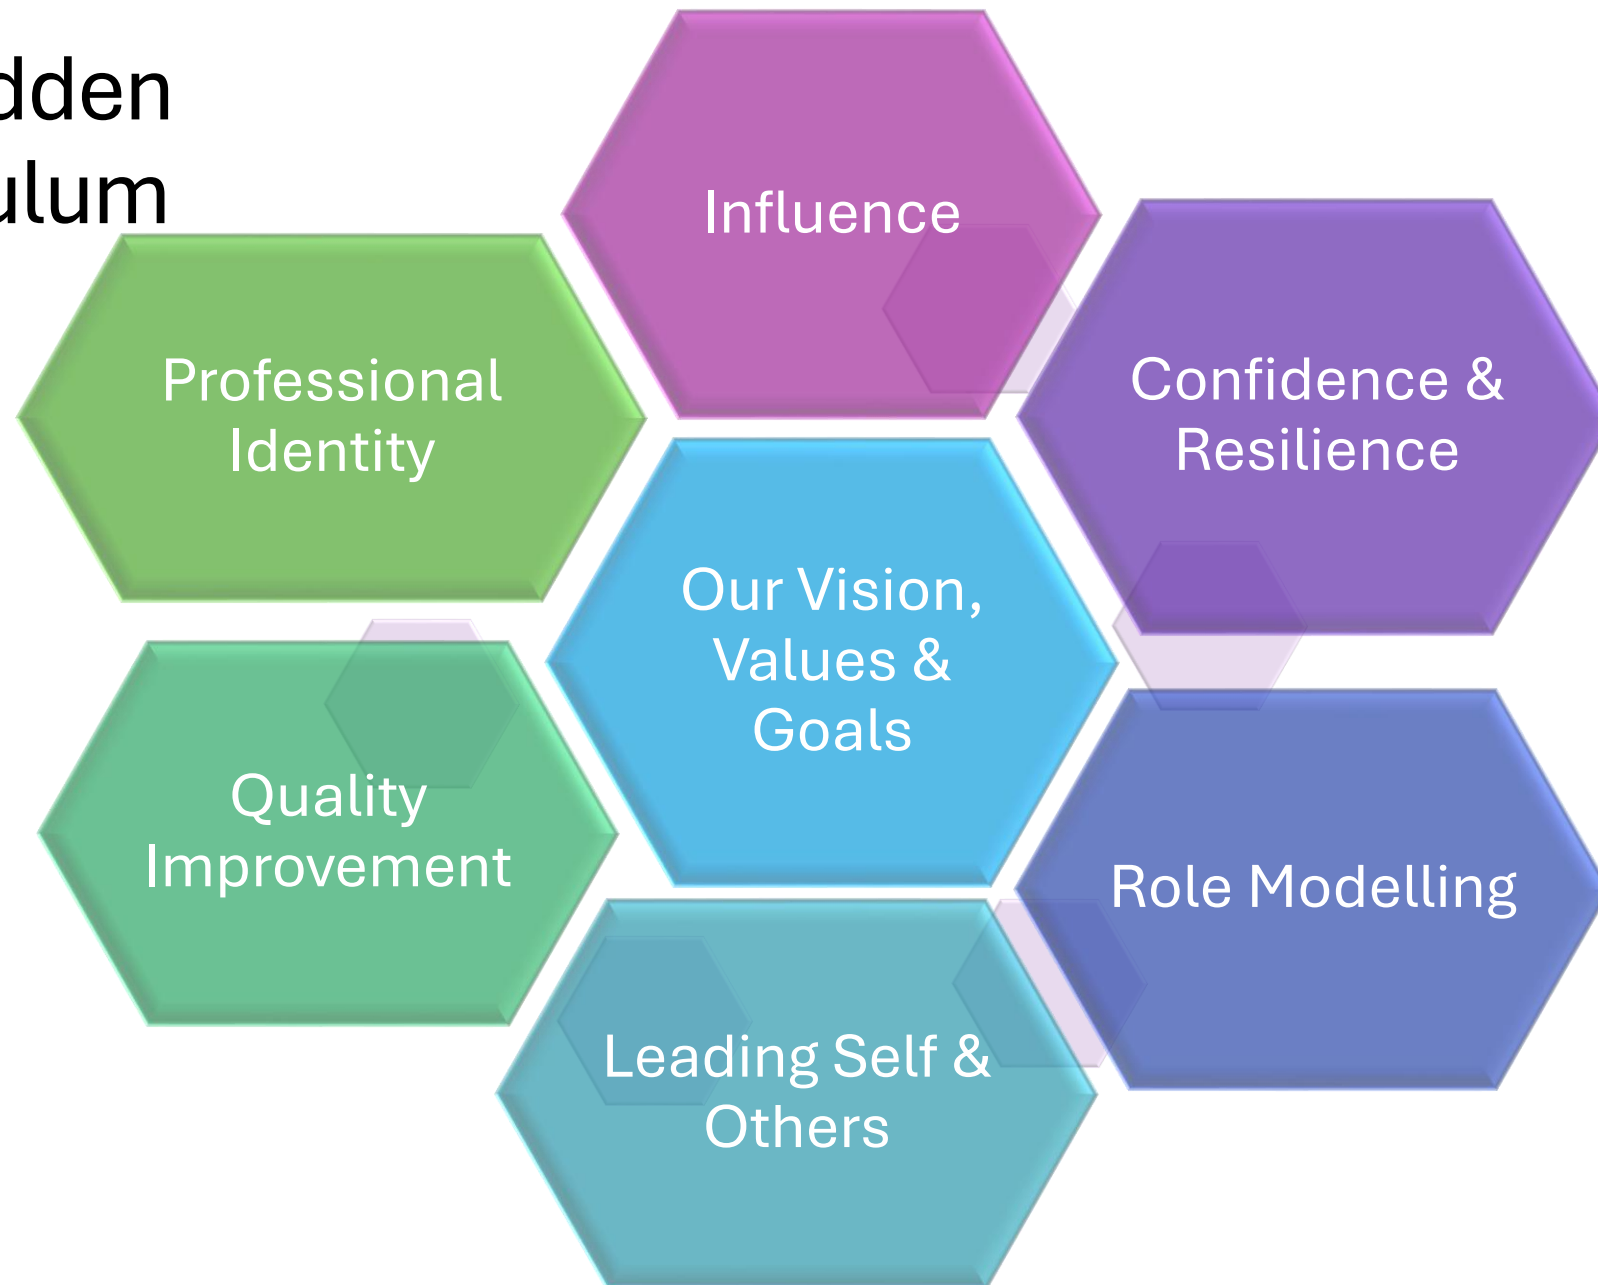 dden
ulum
Influence
Professional
Identity
Confidence &
Resilience
Our Vision,
Values &
Goals
Quality
Improvement
Role Modelling
Leading Self &
Others